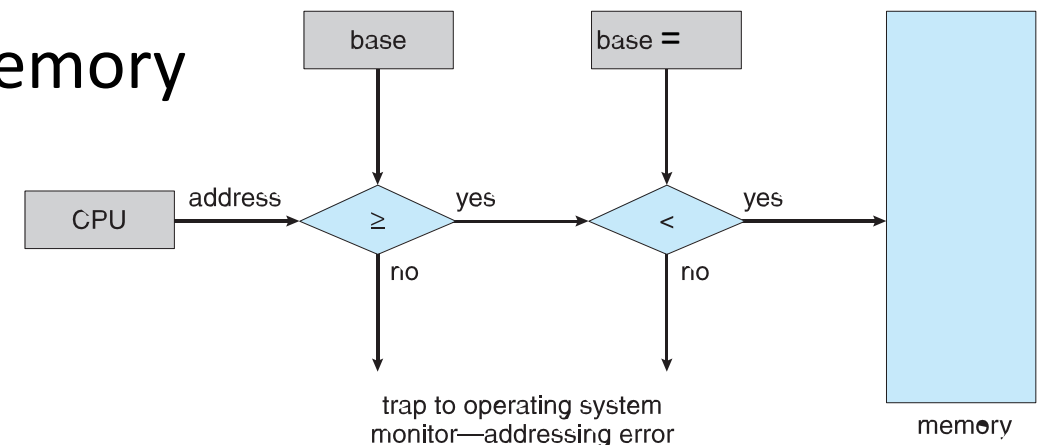 emory
base
base =
CPU
address
≥
yes
<
yes
no
no
trap to operating system
monitor—addressing error
memory